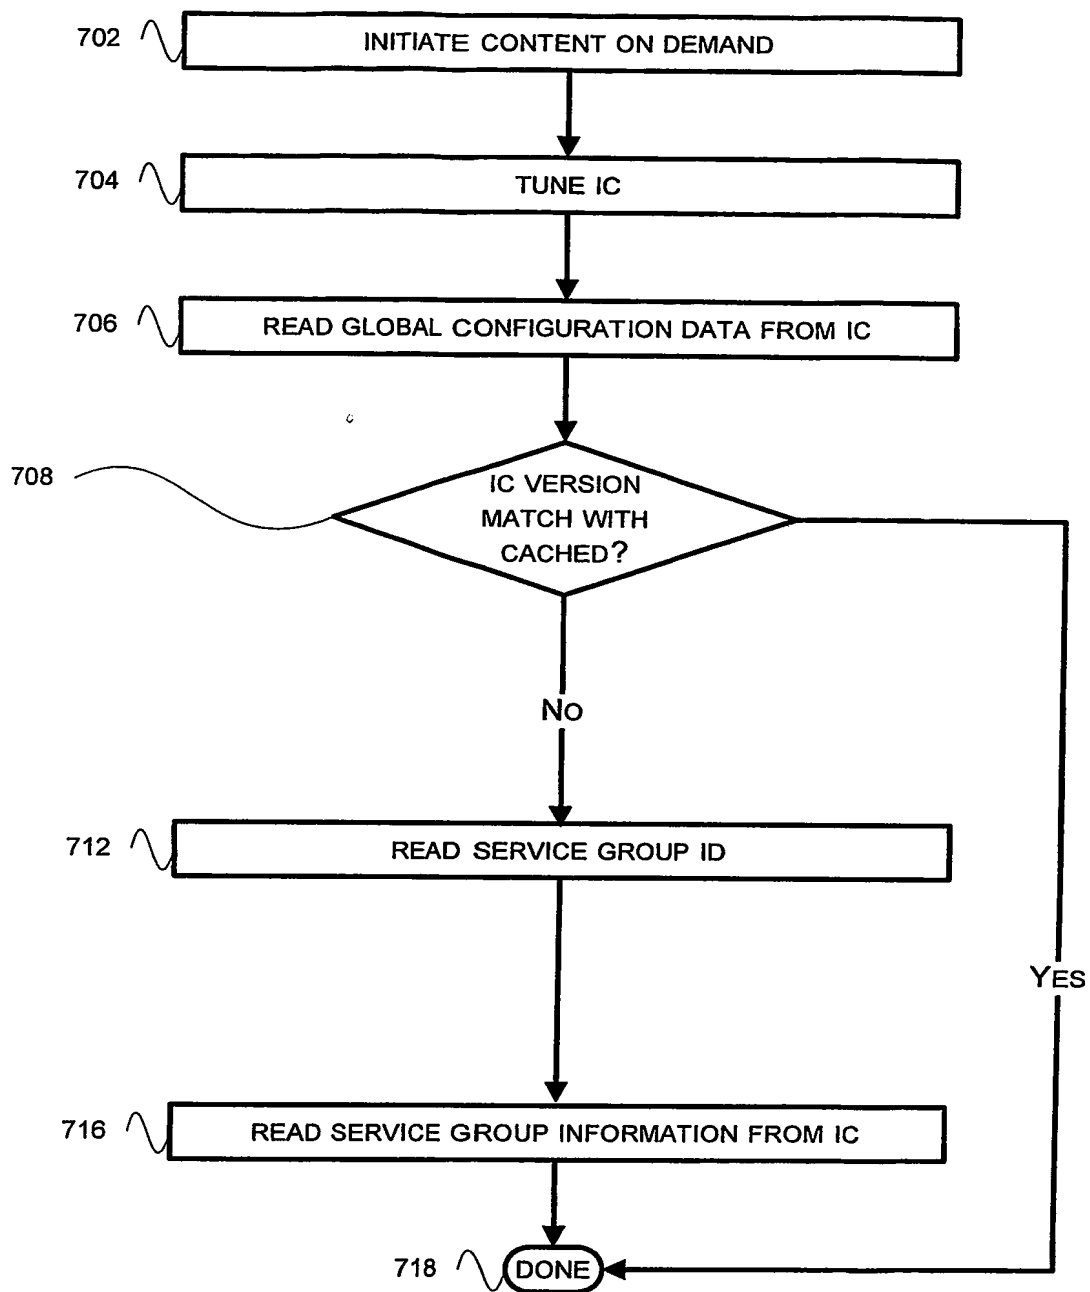 702
INITIATE CONTENT ON DEMAND
704
TUNE IC
706
READ GLOBAL CONFIGURATION DATA FROM IC
708
IC VERSION
MATCH WITH
CACHED?
NO
712
READ SERVICE GROUP ID
YES
716
READ SERVICE GROUP INFORMATION FROM IC
718
DONE